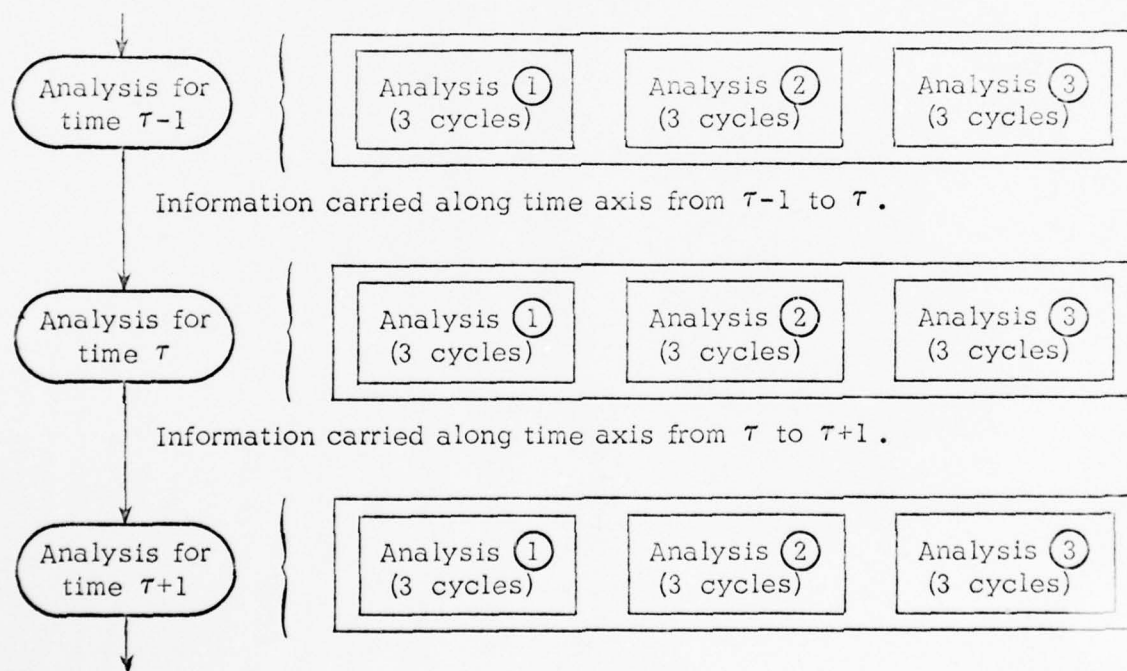 Analysis for
time τ-1
Analysis ①
(3 cycles)
Analysis ②
(3 cycles)
Analysis ③
(3 cycles)
Information carried along time axis from τ-1 to τ.
Analysis for
time τ
Analysis ①
(3 cycles)
Analysis ②
(3 cycles)
Analysis ③
(3 cycles)
Information carried along time axis from τ to τ+1.
Analysis for
time τ+1
Analysis ①
(3 cycles)
Analysis ②
(3 cycles)
Analysis ③
(3 cycles)